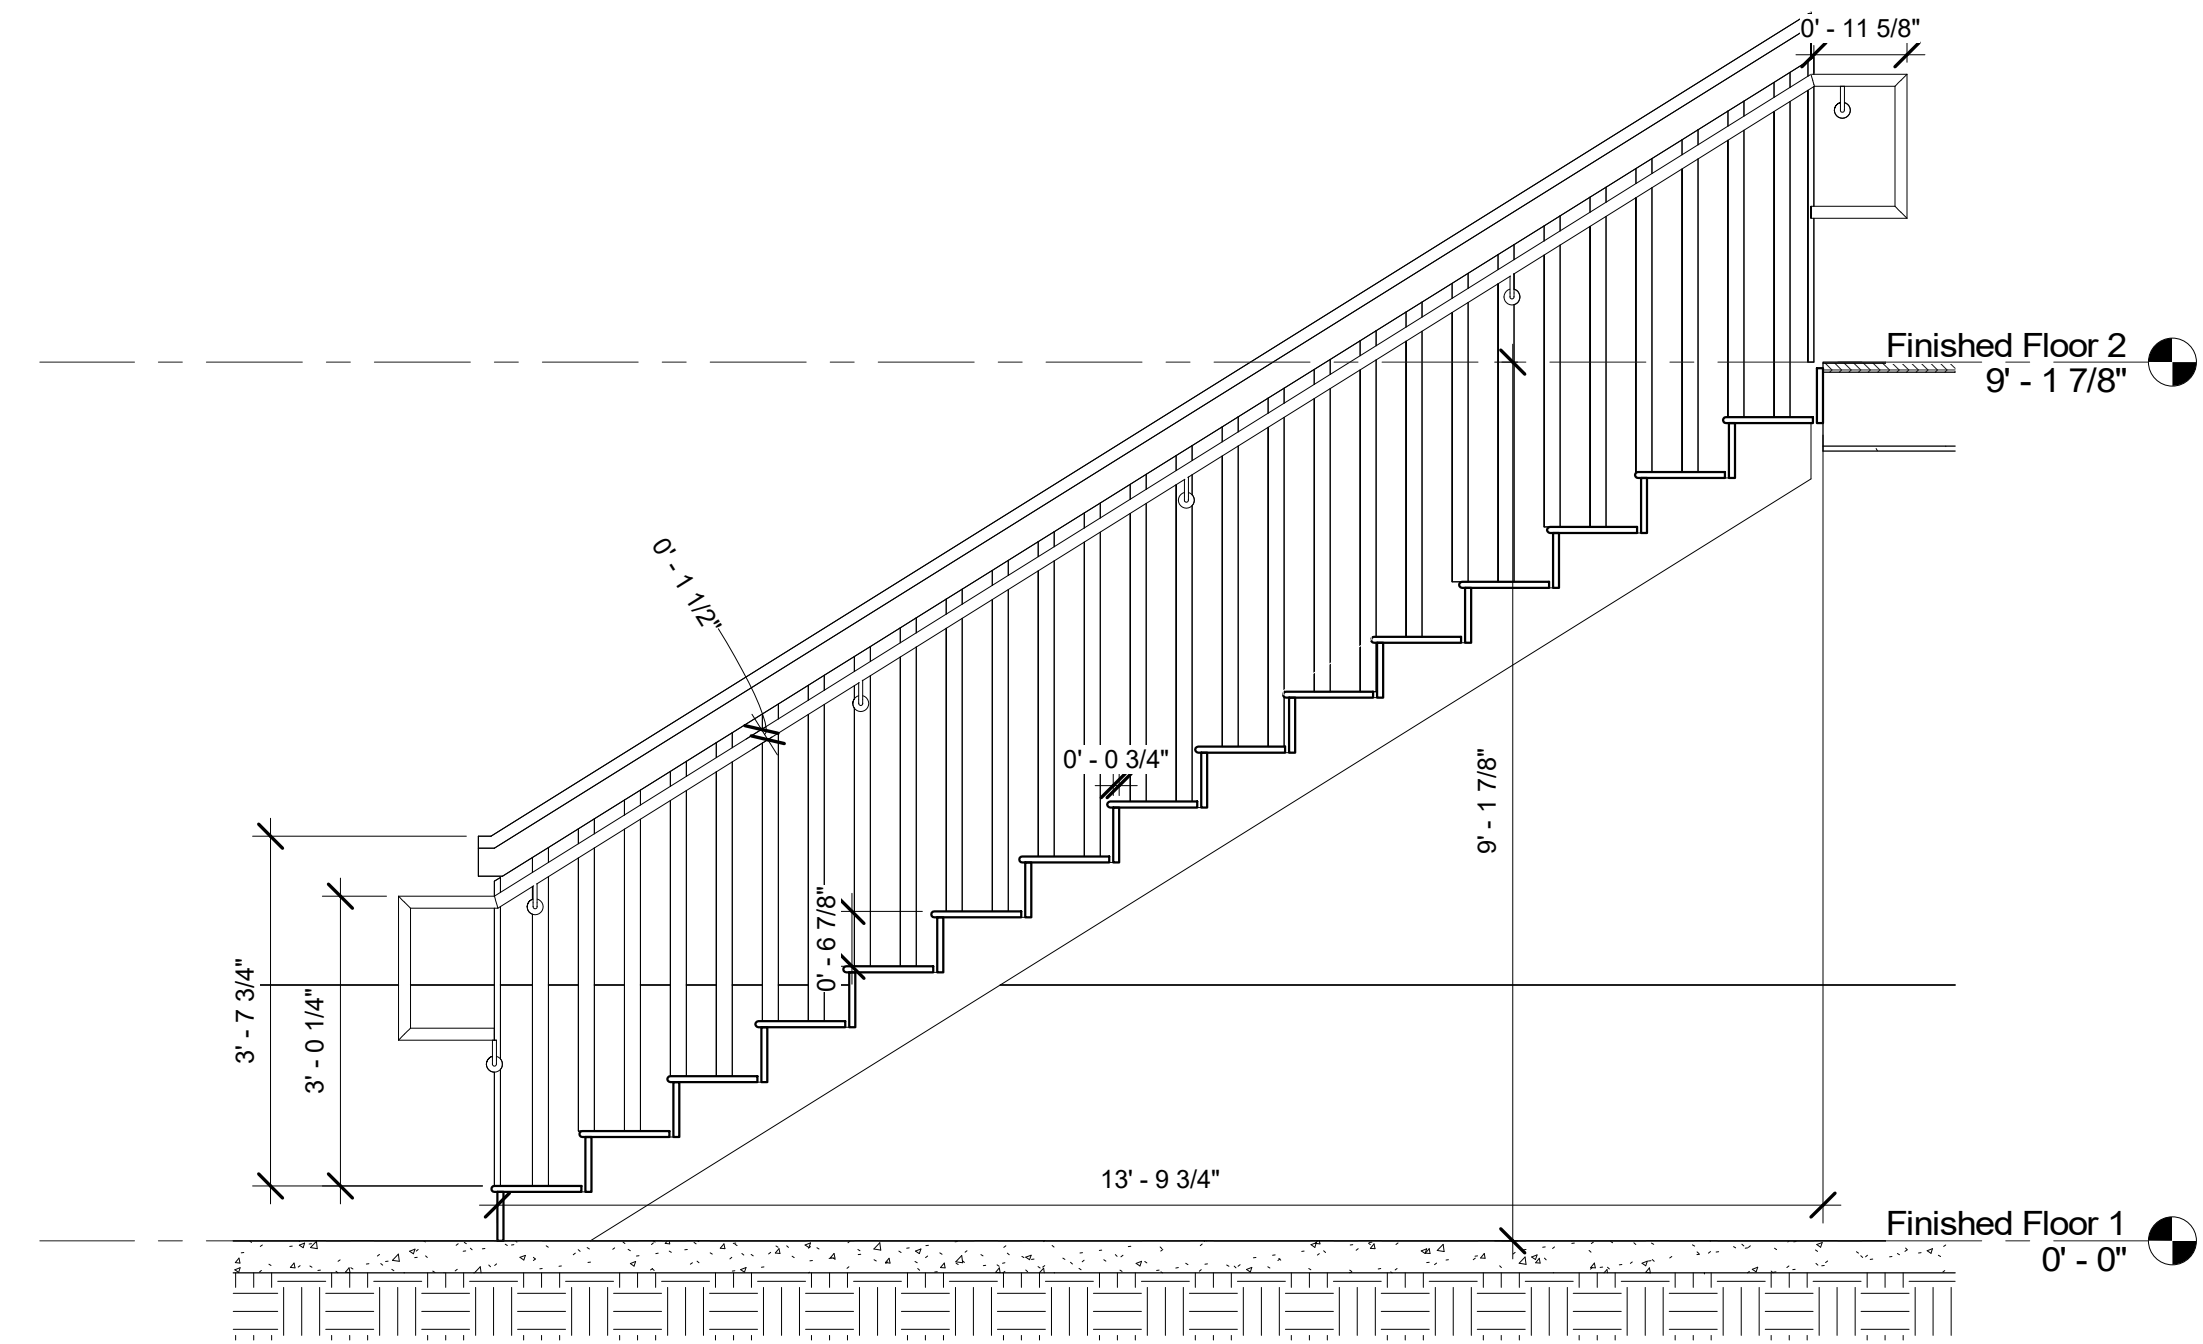 0' - 11 5/8"
Finished Floor 2
9' - 1 7/8"
0' - 1 1/2"
0' - 0 3/4"
9' - 1 7/8"
0' - 6 7/8"
3' - 7 3/4"
3' - 0 1/4"
13' - 9 3/4"
Finished Floor 1
0' - 0"